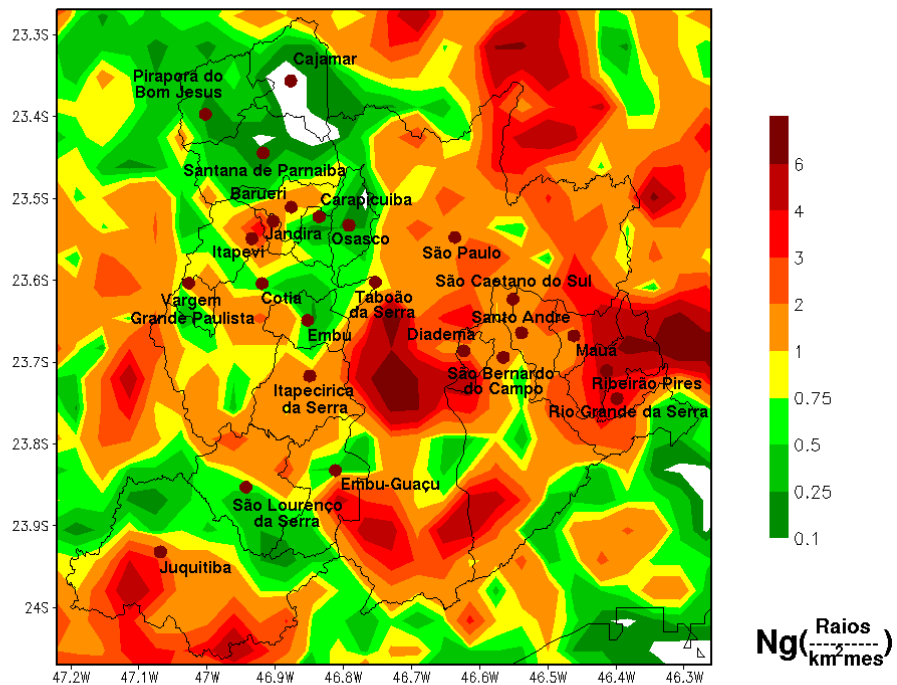 23.3S
23.4S
23.5S
23.6S
23.7S
23.8S
23.9S
24S
Cajamar
Pirapora do
Bom Jesus
Santana de Parnaiba
Barueri
Carapicuiba
Jandira
Osasco
Itapevi
São Paulo
São Caetano do Sul
Cotia
Taboão
da Serra
Vargem
Grande Paulista
Santo André
Embu
Diadema
Mauá
São Bernardo
do Campo
Ribeirão Pires
Itapecirica
da Serra
Rio Grande da Serra
Embu-Guaçu
São Lourenço
da Serra
Juquitiba
47.2W 47.1W 47W 46.9W 46.8W 46.7W 46.6W 46.5W 46.4W 46.3W
6
4
3
2
1
0.75
0.5
0.25
0.1
Ng(Raios
------
km²mes)